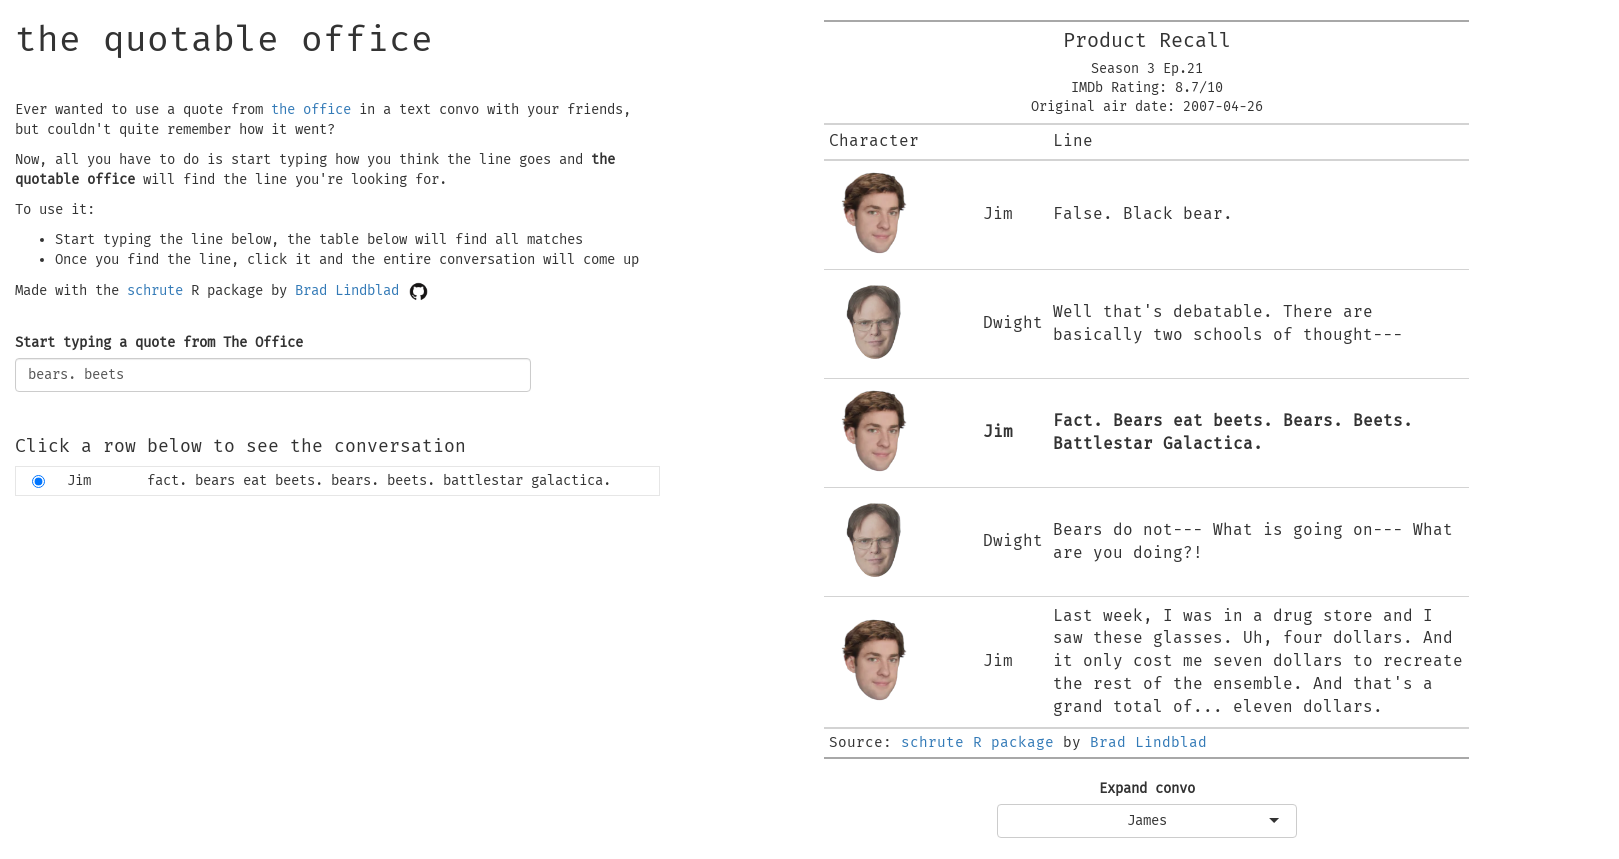 the quotable office
Ever wanted to use a quote from the office in a text convo with your friends,
but couldn't quite remember how it went?
Now, all you have to do is start typing how you think the line goes and the
quotable office will find the line you're looking for.
To use it:
• Start typing the line below, the table below will find all matches
• Once you find the line, click it and the entire conversation will come up
Made with the schrute R package by Brad Lindblad
Start typing a quote from The Office
bears. beets
Click a row below to see the conversation
Jim fact. bears eat beets. bears. beets. battlestar galactica.
Product Recall
Season 3 Ep.21
IMDb Rating: 8.7/10
Original air date: 2007-04-26
Character Line
Jim False. Black bear.
Dwight Well that's debatable. There are
basically two schools of thought---
Jim Fact. Bears eat beets. Bears. Beets.
Battlestar Galactica.
Dwight Bears do not--- What is going on--- What
are you doing?!
Last week, I was in a drug store and I
saw these glasses. Uh, four dollars. And
Jim it only cost me seven dollars to recreate
the rest of the ensemble. And that's a
grand total of... eleven dollars.
Source: schrute R package by Brad Lindblad
Expand convo
James